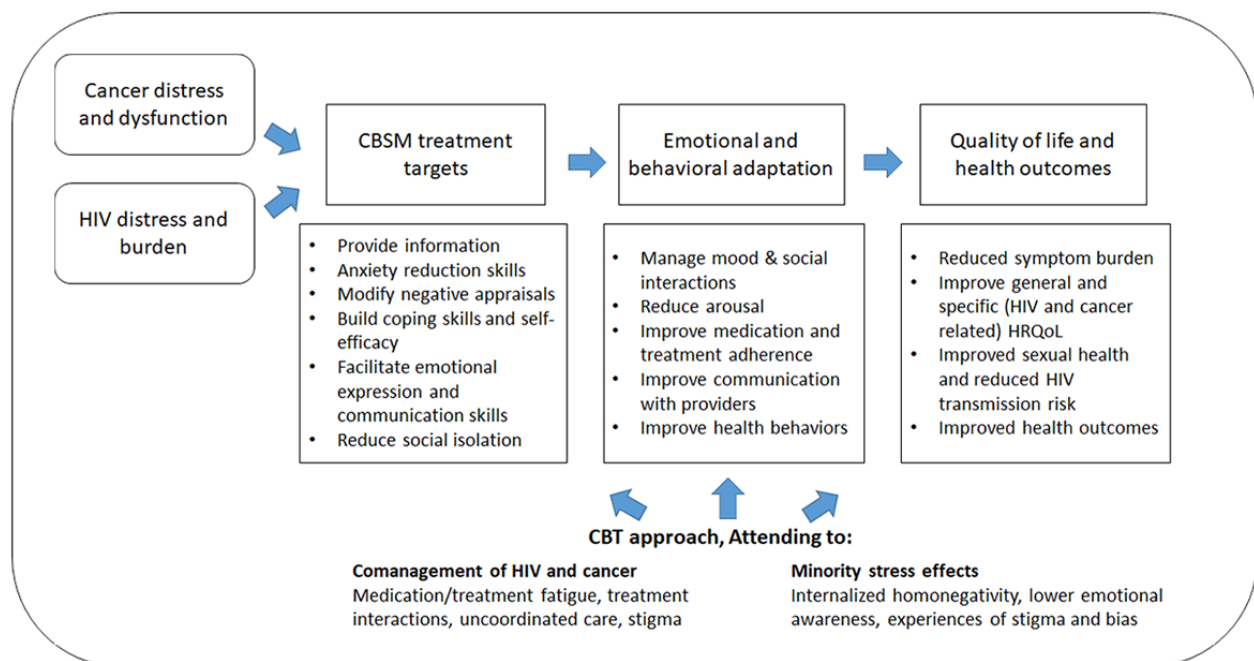 Cancer distress
and dysfunction
HIV distress and
burden
CBSM treatment
targets
• Provide information
• Anxiety reduction skills
• Modify negative appraisals
• Build coping skills and self-
efficacy
• Facilitate emotional
expression and
communication skills
• Reduce social isolation
Emotional and
behavioral adaptation
• Manage mood & social
interactions
• Reduce arousal
• Improve medication and
treatment adherence
• Improve communication
with providers
• Improve health behaviors
Quality of life and
health outcomes
• Reduced symptom burden
• Improve general and
specific (HIV and cancer
related) HRQoL
• Improved sexual health
and reduced HIV
transmission risk
• Improved health outcomes
CBT approach, Attending to:
Comanagement of HIV and cancer
Medication/treatment fatigue, treatment
interactions, uncoordinated care, stigma
Minority stress effects
Internalized homonegativity, lower emotional
awareness, experiences of stigma and bias